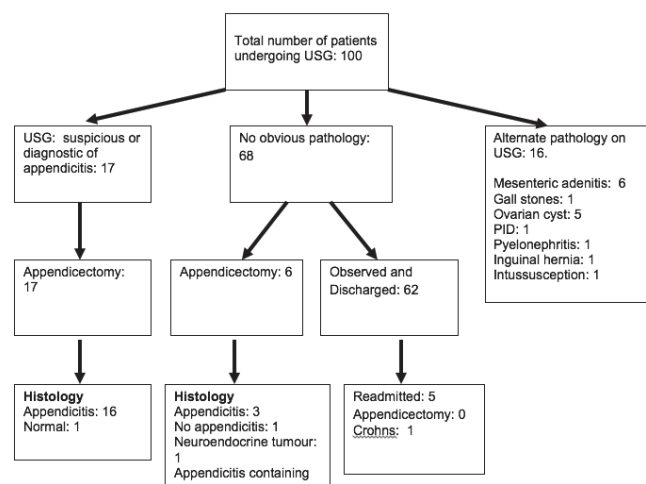 Total number of patients
undergoing USG: 100
USG: suspicious or
diagnostic of
appendicitis: 17
No obvious pathology:
68
Alternate pathology on
USG: 16.
Mesenteric adenitis: 6
Gall stones: 1
Ovarian cyst: 5
PID: 1
Pyelonephritis: 1
Inguinal hernia: 1
Intussusception: 1
Appendicectomy:
17
Appendicectomy: 6
Observed and
Discharged: 62
Histology
Appendicitis: 16
Normal: 1
Histology
Appendicitis: 3
No appendicitis: 1
Neuroendocrine tumour:
1
Appendicitis containing
Readmitted: 5
Appendicectomy: 0
Crohns: 1